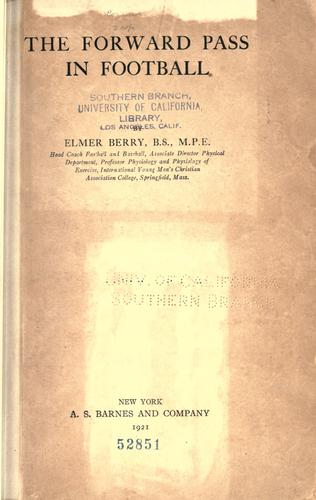 THE FORWARD PASS
IN FOOTBALL
SOUTHERN BRANCH,
UNIVERSITY OF CALIFORNIA,
LIBRARY,
LOS ANGELES, CALIF.
BY
ELMER BERRY, B.S., M.P.E.
Head Coach Football and Baseball, Associate Director Physical
Department, Professor Physiology and Physiology of
Exercise, International Young Men's Christian
Association College, Springfield, Mass.
UNIV. OF CALIFORNIA
SOUTHERN BRANCH
NEW YORK
A. S. BARNES AND COMPANY
1921
52851